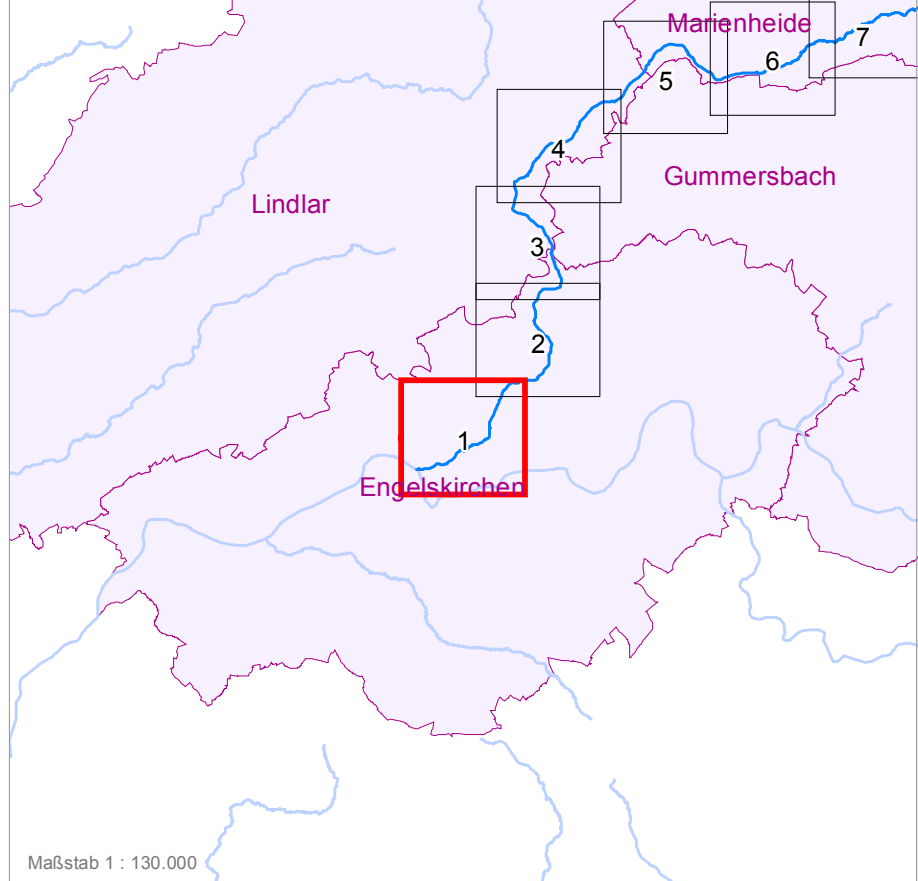 Marienheide
7
6
5
4
Gummersbach
Lindlar
3
2
1
Engelskirchen
Maßstab 1 : 130.000